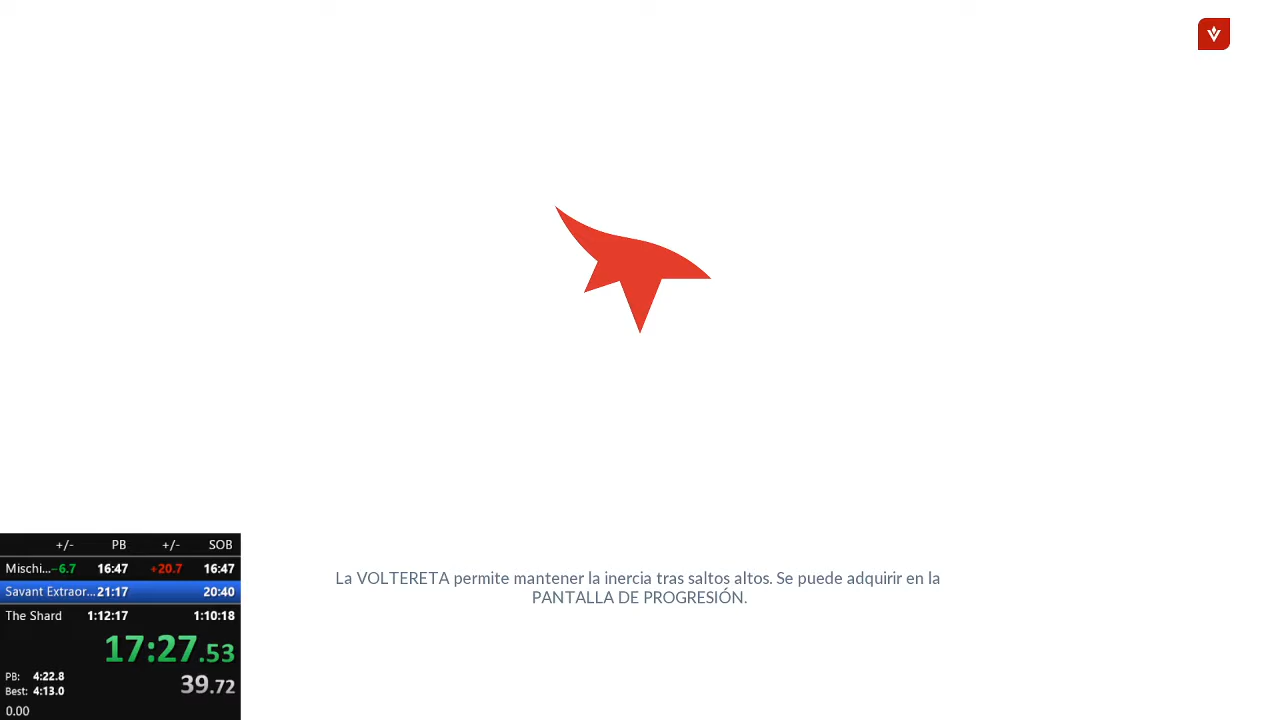 La VOLTERETA permite mantener la inercia tras saltos altos. Se puede adquirir en la
PANTALLA DE PROGRESIÓN.
+/- PB +/- SOB
Mischi... −6.7 16:47 +20.7 16:47
Savant Extraor... 21:17 20:40
The Shard 1:12:17 1:10:18
17:27.53
PB: 4:22.8
39.72
Best: 4:13.0
0.00